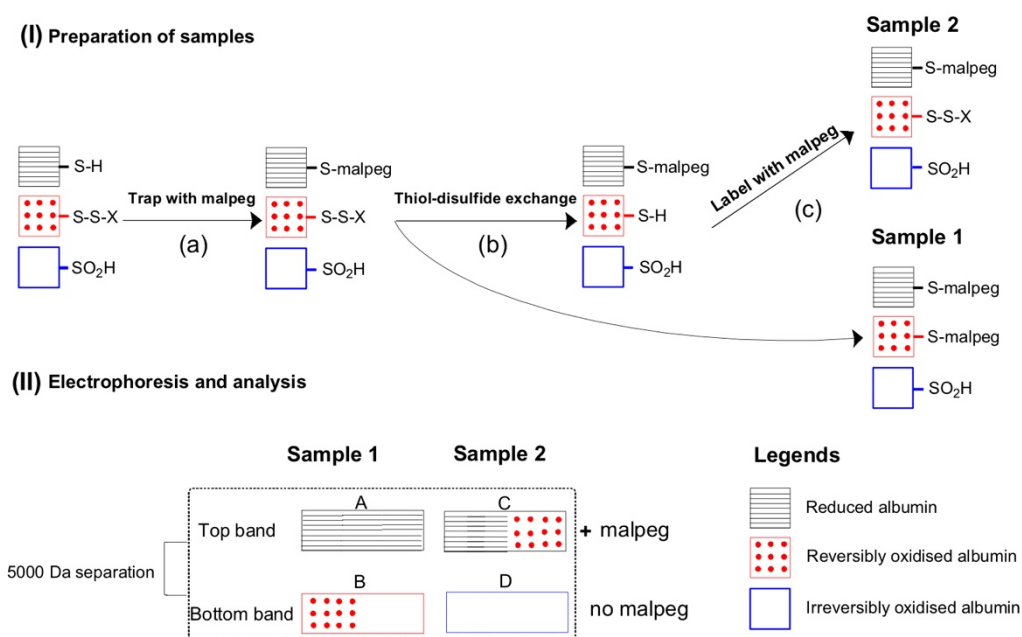 (I) Preparation of samples
Sample 2
S-malpeg
S-S-X
SO₂H
S-H
S-S-X
SO₂H
Trap with malpeg
(a)
S-malpeg
S-S-X
SO₂H
Thiol-disulfide exchange
(b)
S-malpeg
S-H
SO₂H
Label with malpeg
(c)
Sample 1
S-malpeg
S-malpeg
SO₂H
(II) Electrophoresis and analysis
Sample 1 Sample 2
A C
Top band + malpeg
5000 Da separation
B D
Bottom band no malpeg
Legends
Reduced albumin
Reversibly oxidised albumin
Irreversibly oxidised albumin